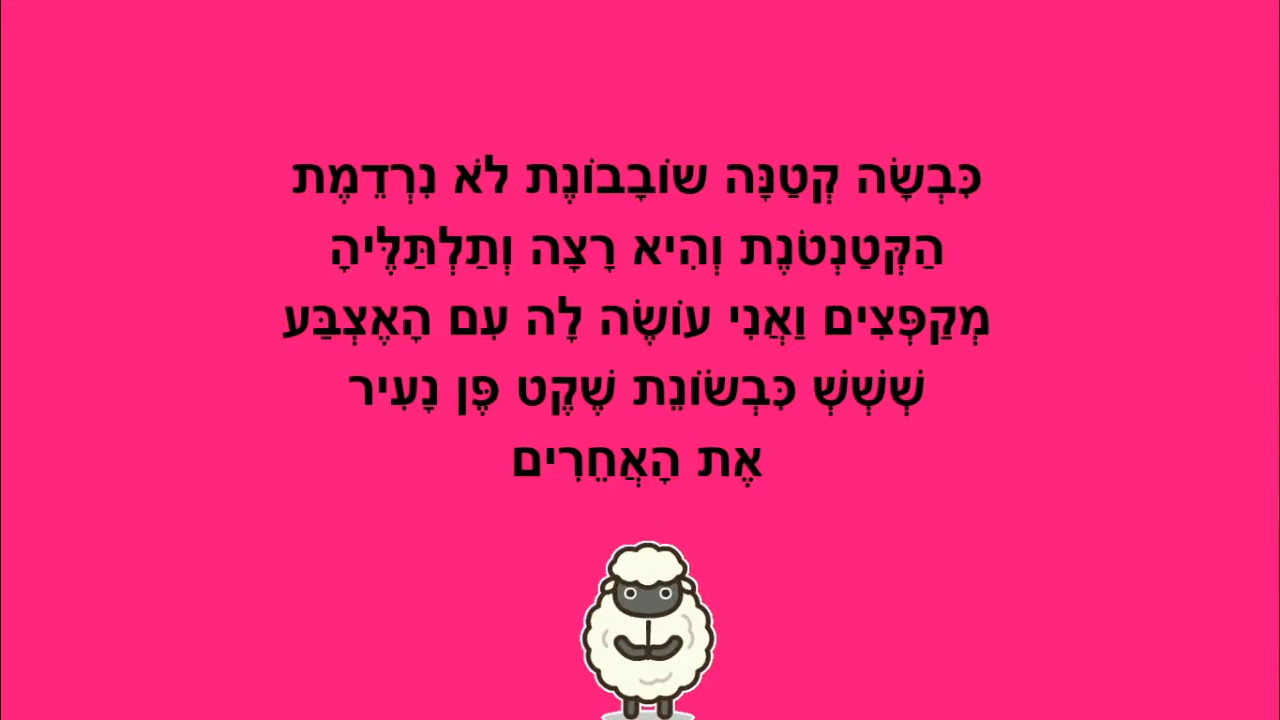 כִּבְשָׂה קְטַנָּה שׁוֹבָבוֹנֶת לֹא נִרְדֵּמֶת
הַקְּטַנְטֹנֶת וְהִיא רָצָה וְתַלְתַּלֶּיהָ
מְקַפְּצִים וַאֲנִי עוֹשֶׂה לָהּ עִם הָאֶצְבַּע
שְׁשְׁשְׁ כִּבְשׂוֹנֵת שֶׁקֶט פֶּן נָעִיר
אֶת הָאֲחֵרִים